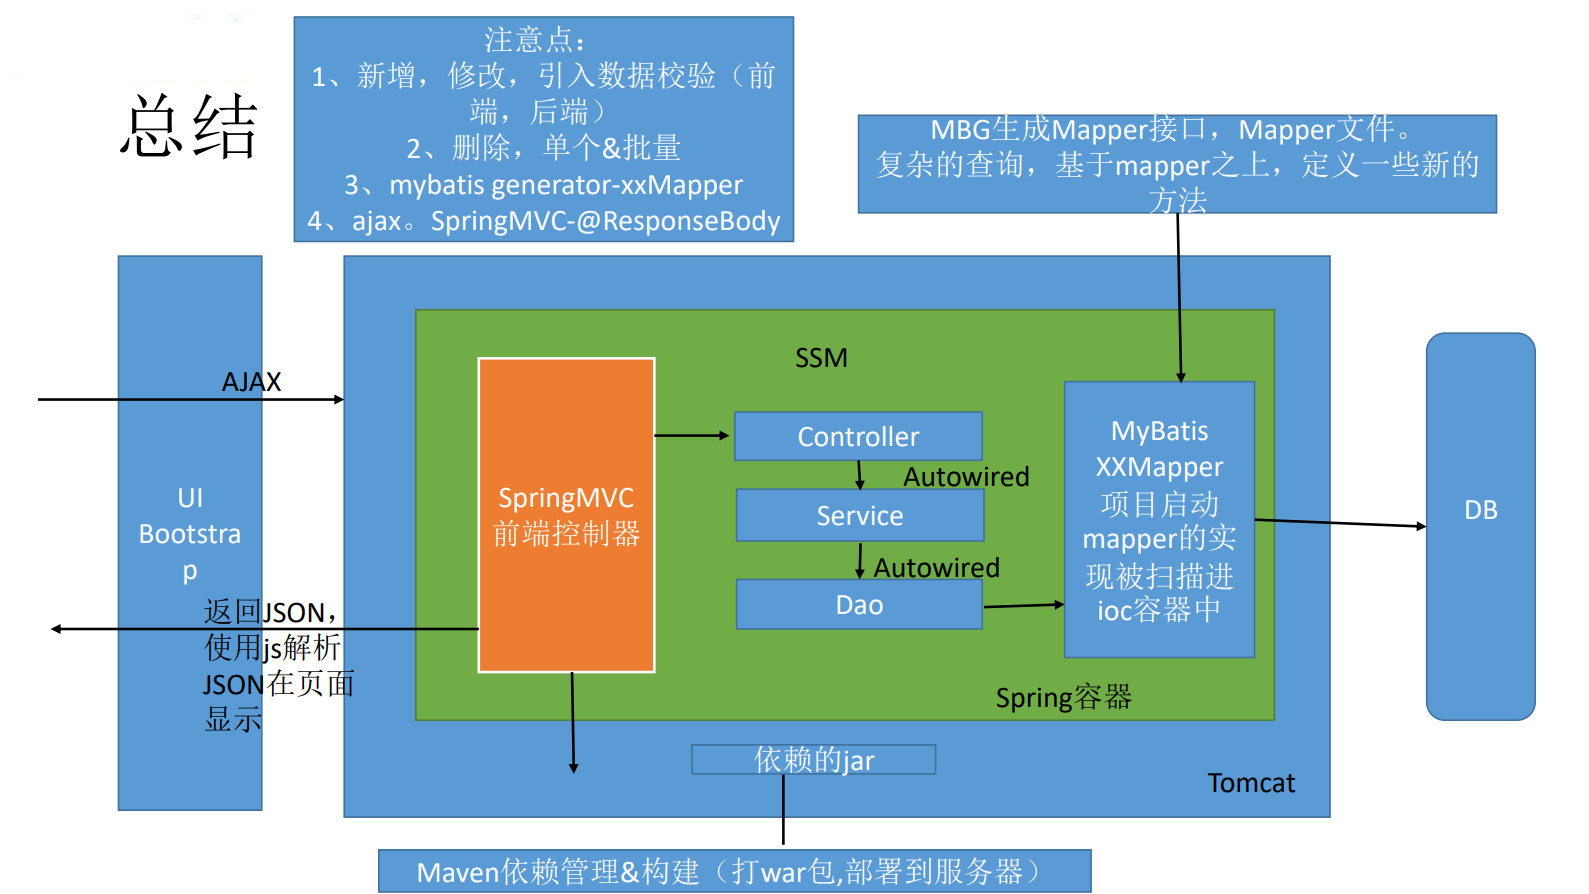 总结
注意点：
1、新增，修改，引入数据校验（前
端，后端）
2、删除，单个&批量
3、mybatis generator-xxMapper
4、ajax。SpringMVC-@ResponseBody
MBG生成Mapper接口，Mapper文件。
复杂的查询，基于mapper之上，定义一些新的
方法
AJAX
UI
Bootstra
p
返回JSON，
使用js解析
JSON在页面
显示
SSM
SpringMVC
前端控制器
Controller
Autowired
Service
Autowired
Dao
MyBatis
XXMapper
项目启动
mapper的实
现被扫描进
ioc容器中
Spring容器
DB
依赖的jar
Tomcat
Maven依赖管理&构建（打war包,部署到服务器）